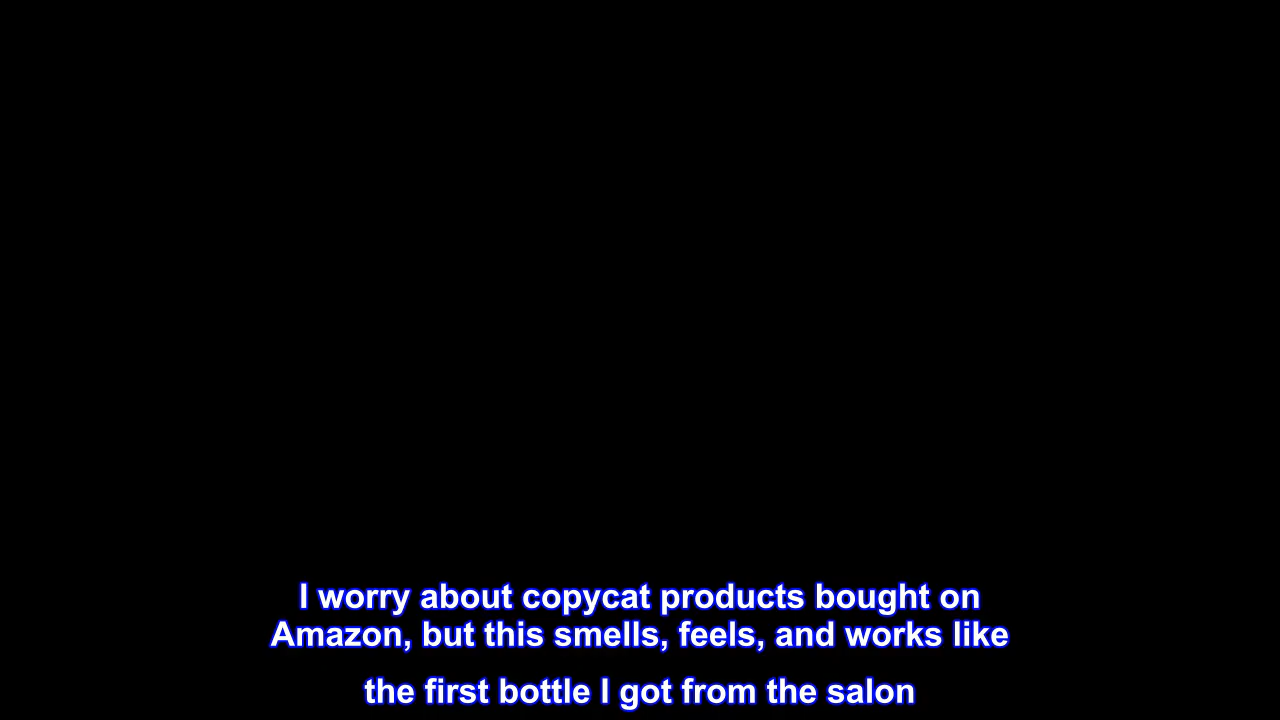 I worry about copycat products bought on
Amazon, but this smells, feels, and works like
the first bottle I got from the salon